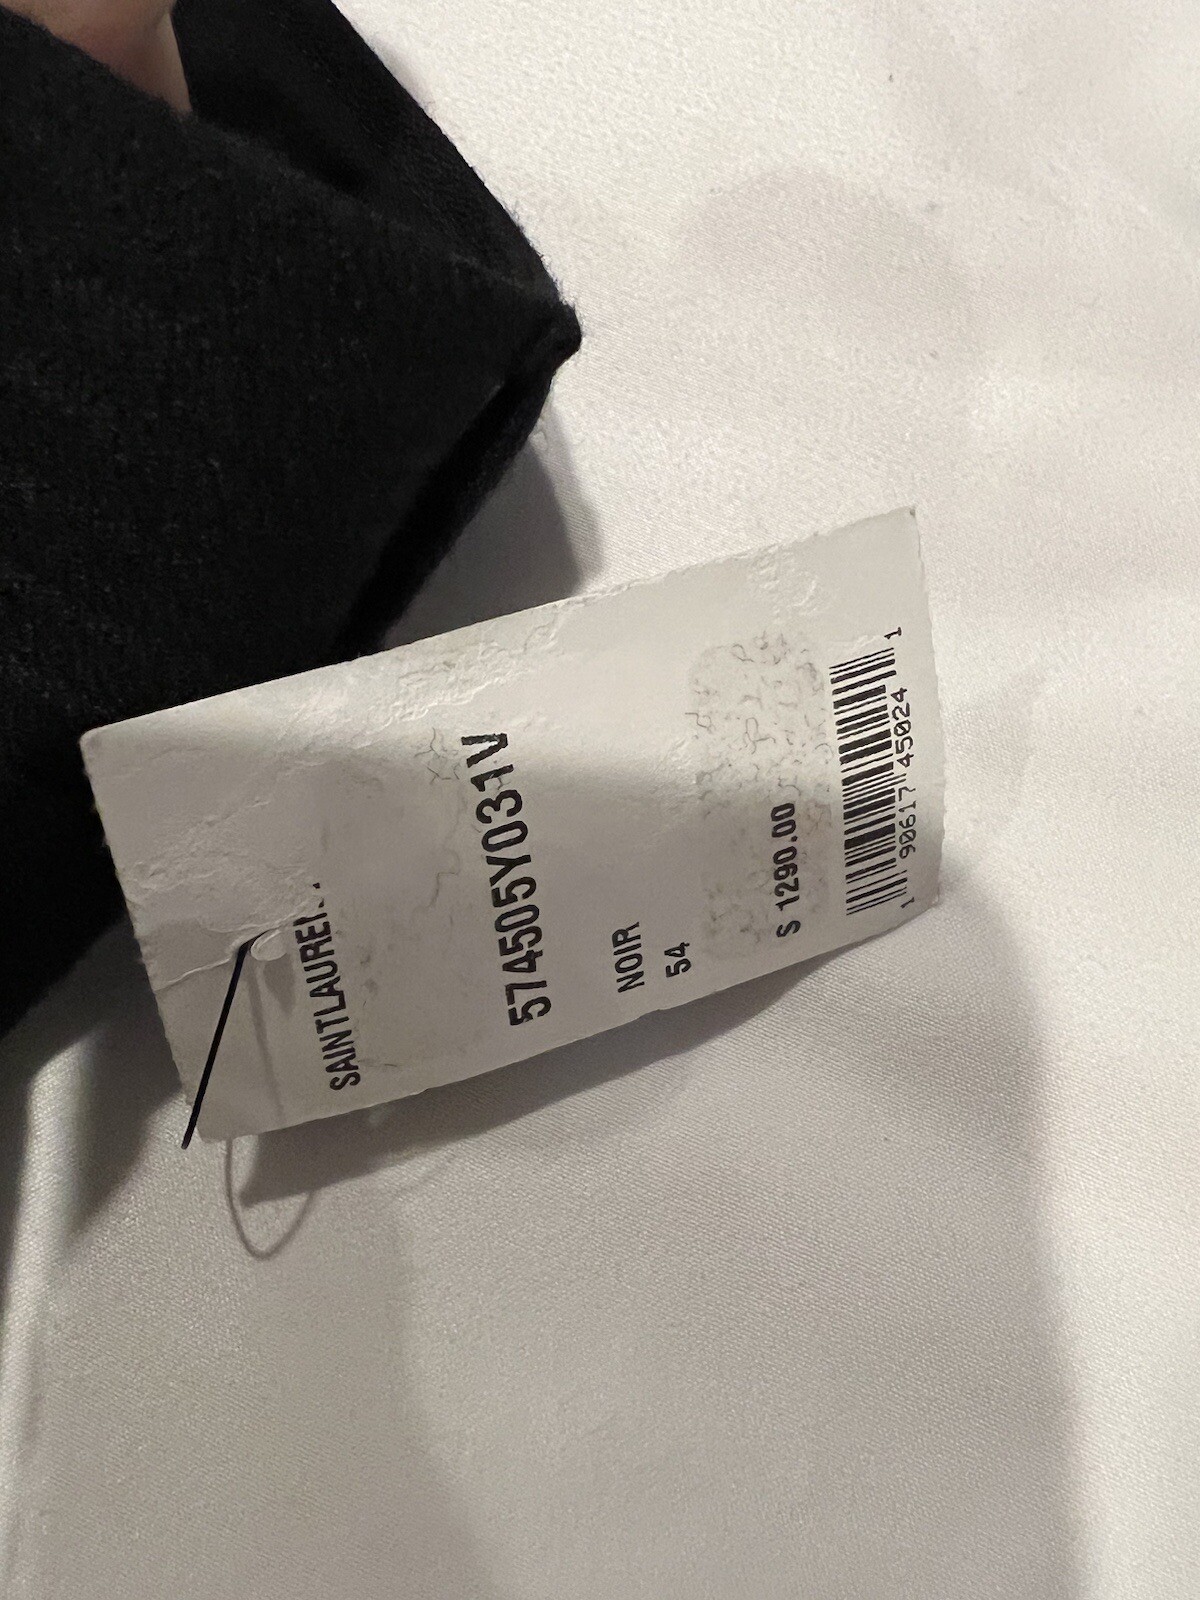 SAINTLAUREN.
574505Y031V
NOIR
54
S 1290.00
1 90617 45024 1